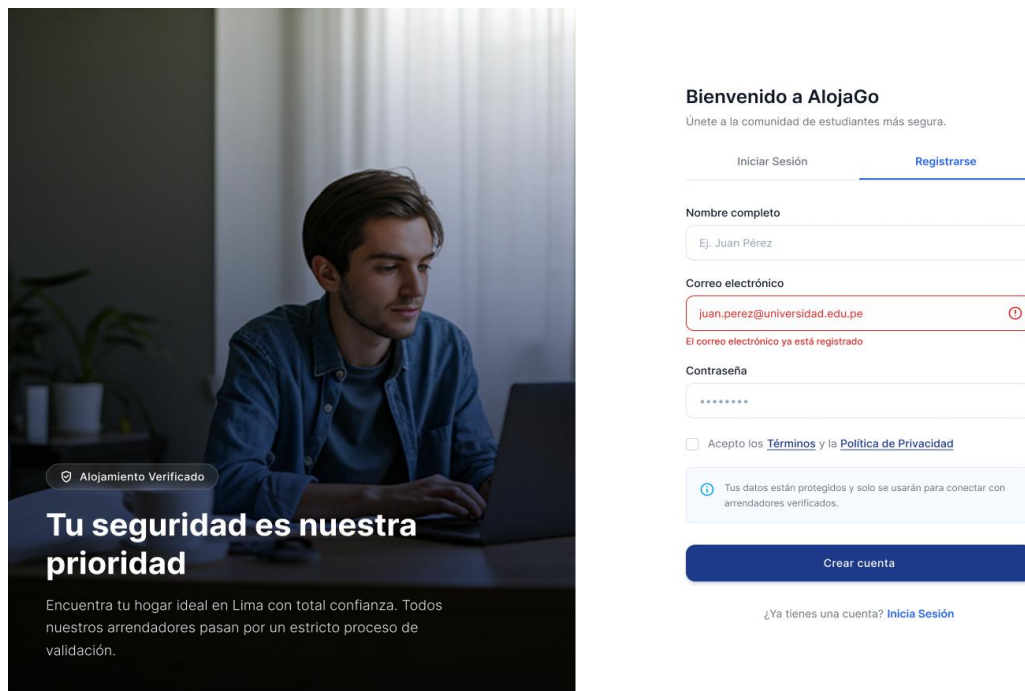 Alojamiento Verificado
Tu seguridad es nuestra
prioridad
Encuentra tu hogar ideal en Lima con total confianza. Todos
nuestros arrendadores pasan por un estricto proceso de
validación.
Bienvenido a AlojaGo
Únete a la comunidad de estudiantes más segura.
Iniciar Sesión Registrarse
Nombre completo
Ej. Juan Pérez
Correo electrónico
juan.perez@universidad.edu.pe
El correo electrónico ya está registrado
Contraseña
••••••••
Acepto los Términos y la Política de Privacidad
Tus datos están protegidos y solo se usarán para conectar con
arrendadores verificados.
Crear cuenta
¿Ya tienes una cuenta? Inicia Sesión